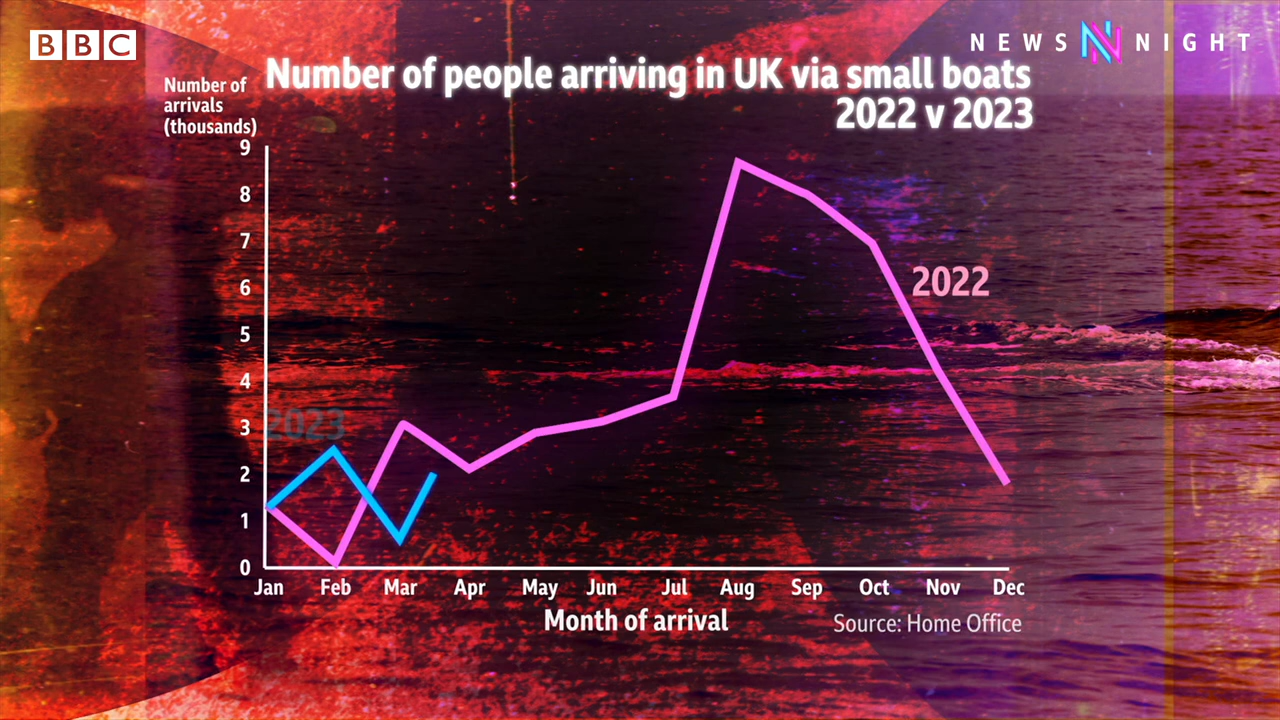 BBC
NEWS NIGHT
Number of people arriving in UK via small boats
2022 v 2023
Number of
arrivals
(thousands)
9
8
7
6
5
4
3
2
1
0
2022
2023
Jan Feb Mar Apr May Jun Jul Aug Sep Oct Nov Dec
Month of arrival
Source: Home Office